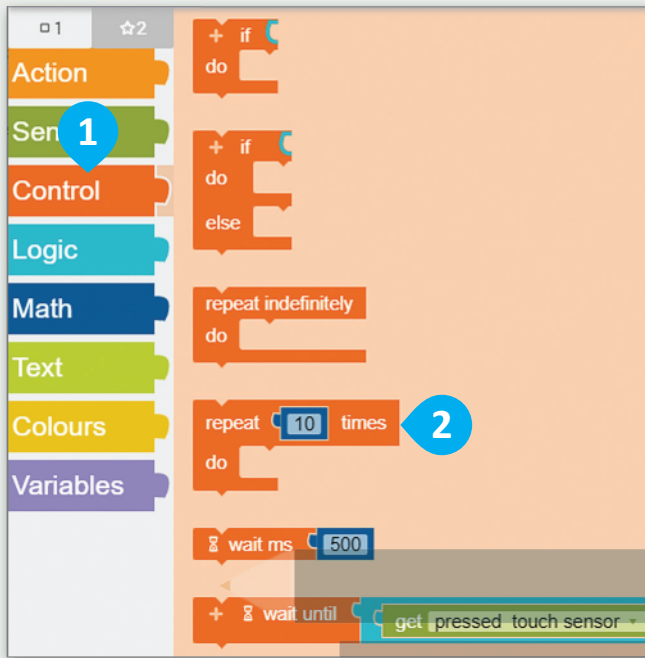 1
2
Action
Sen
1
Control
Logic
Math
Text
Colours
Variables
+ if
do
+ if
do
else
repeat indefinitely
do
repeat 10 times
2
do
wait ms 500
+ wait until get pressed touch sensor